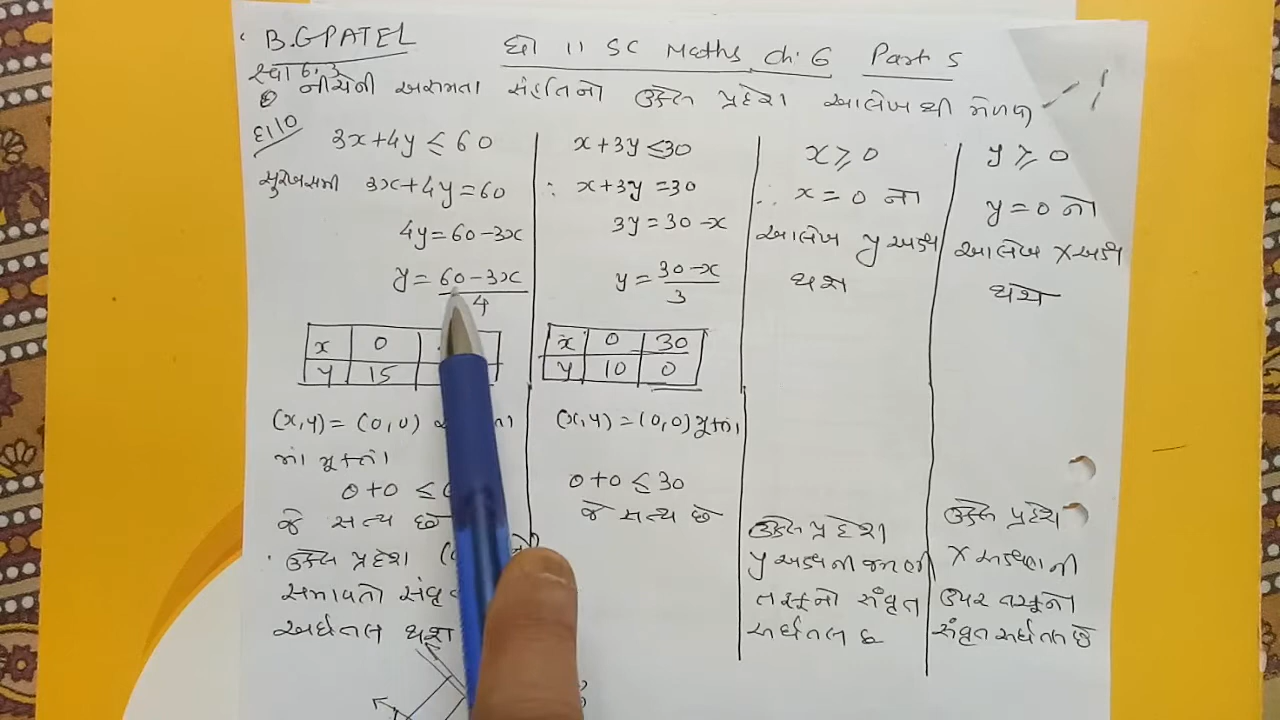 B.GPATEL ધો 11 SC Maths Ch. 6 Part 5
સ્વા 6.3
નીચેની અસમતા સંહતિનો ઉકેલ પ્રદેશ આલેખથી મેળવો
દા10
3x+4y ≤ 60
સુરેખસમી 3x+4y=60
4y=60-3x
y= 60-3x
4
x 0
y 15
(x,y)=(0,0)
માં મૂકતાં
0+0 ≤
જે સત્ય છે
ઉકેલ પ્રદેશ
સમાવતો
અર્ધતલ થશે
x+3y ≤30
∴ x+3y =30
3y=30-x
y= 30-x
3
x 0 30
y 10 0
(x,y)=(0,0) મૂકતાં
0+0 ≤ 30
જે સત્ય છે
x ≥ 0
∴ x=0 ના
આલેખ y અક્ષ
થશે
ઉકેલ પ્રદેશ
y અક્ષની જમણી
તરફનો સંવૃત
અર્ધતલ છે
y ≥ 0
y=0 નો
આલેખ x અક્ષ
થશે
ઉકેલ પ્રદેશ
x અક્ષની
ઉપર તરફનો
સંવૃત અર્ધતલ છે